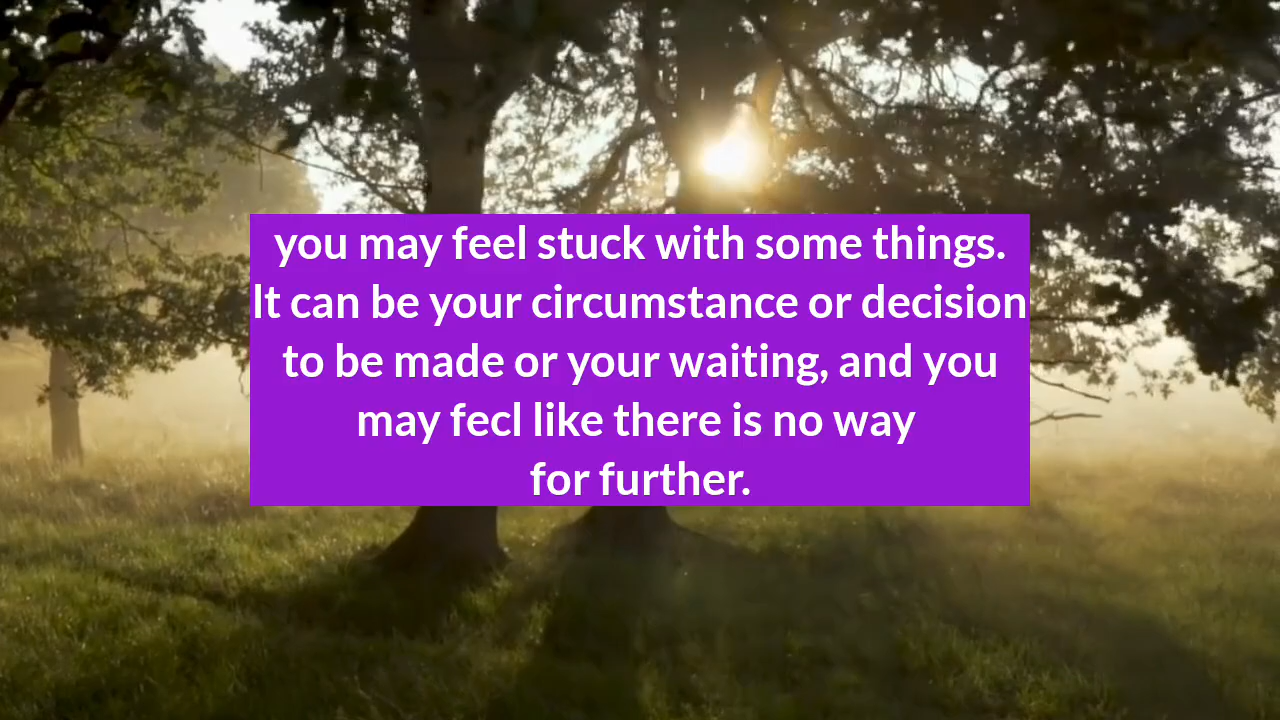 you may feel stuck with some things.
It can be your circumstance or decision
to be made or your waiting, and you
may fecl like there is no way
for further.